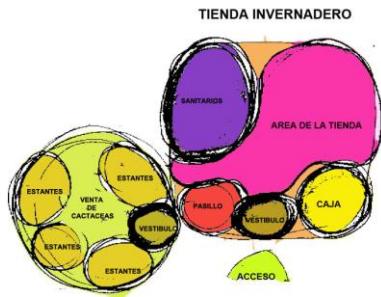 TIENDA INVERNADERO
SANITARIOS
AREA DE LA TIENDA
ESTANTES
ESTANTES
VENTA
DE
CACTACEAS
PASILLO
CAJA
VESTIBULO
VESTIBULO
ESTANTES
ESTANTES
ACCESO